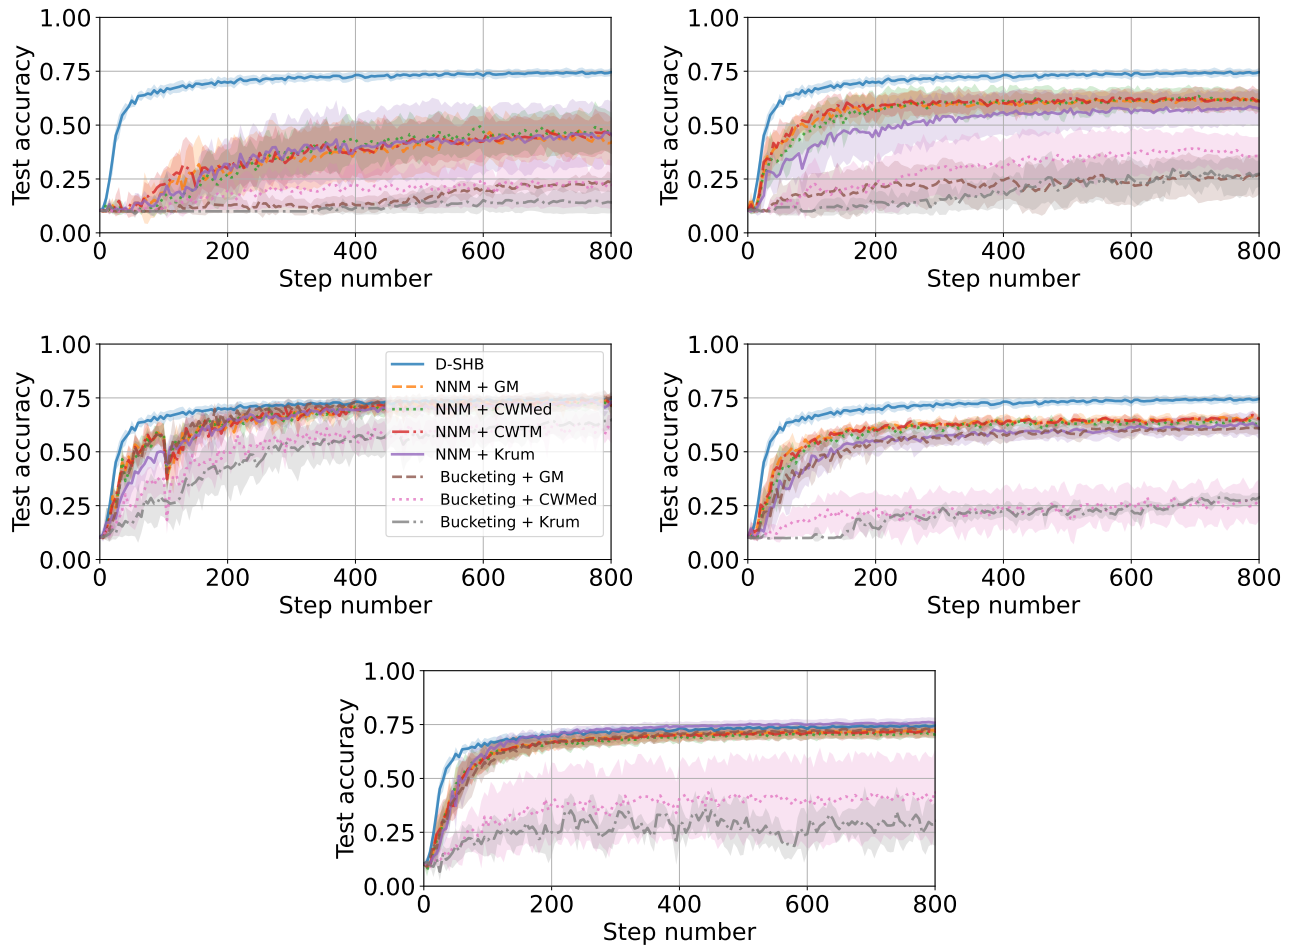 1.00
0.75
0.50
0.25
0.00
Test accuracy
0 200 400 600 800
Step number
1.00
0.75
0.50
0.25
0.00
Test accuracy
0 200 400 600 800
Step number
1.00
0.75
0.50
0.25
0.00
Test accuracy
D-SHB
NNM + GM
NNM + CWMed
NNM + CWTM
NNM + Krum
Bucketing + GM
Bucketing + CWMed
Bucketing + Krum
0 200 400 600 800
Step number
1.00
0.75
0.50
0.25
0.00
Test accuracy
0 200 400 600 800
Step number
1.00
0.75
0.50
0.25
0.00
Test accuracy
0 200 400 600 800
Step number